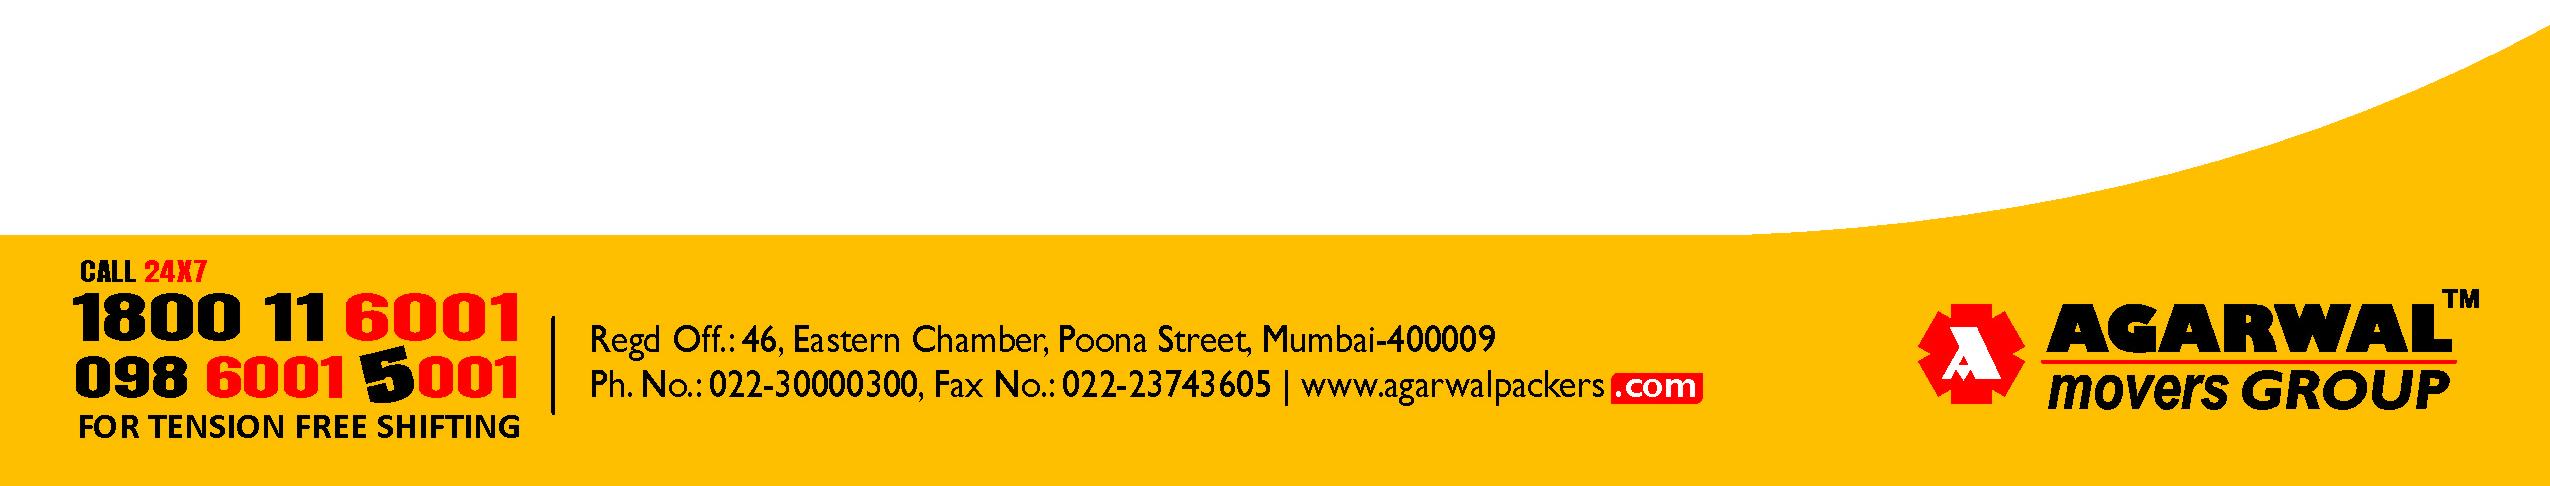 CALL 24X7
1800 11 6001
098 6001 5001
FOR TENSION FREE SHIFTING
Regd Off.: 46, Eastern Chamber, Poona Street, Mumbai-400009
Ph. No.: 022-30000300, Fax No.: 022-23743605 | www.agarwalpackers.com
A
AGARWAL™
movers GROUP